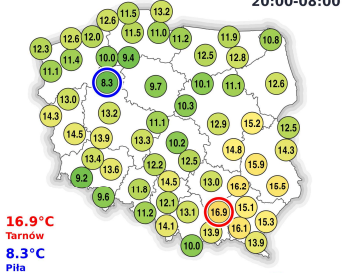 20:00-08:00
12.6 11.5 13.2
12.3 12.6 12.0 11.5 11.0 11.2 11.9 10.8
11.4 10.0 9.4 12.5 12.8
11.1 8.3 9.7 10.1 11.1 12.6
13.0 10.3
14.3 13.2 11.1 12.9 15.2 12.5
14.5 13.9 13.3 10.2 14.8 14.3
13.4 12.2 12.5 15.9
9.2 13.6 14.5 13.0 16.2
9.6 11.8 12.1
11.2 13.1 16.9 15.1
16.9°C 14.1 13.9 16.1 15.3
Tarnów 10.0 13.9
8.3°C
Piła